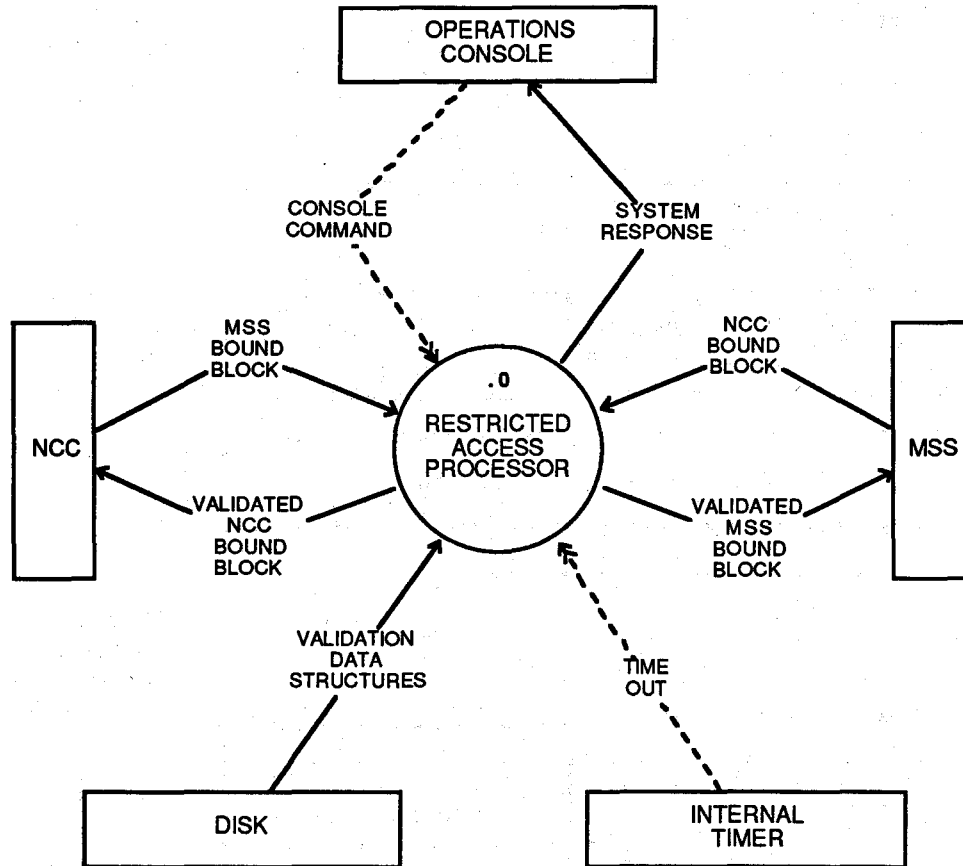 OPERATIONS
CONSOLE
CONSOLE
COMMAND
SYSTEM
RESPONSE
MSS
BOUND
BLOCK
NCC
BOUND
BLOCK
.0
RESTRICTED
ACCESS
PROCESSOR
NCC
MSS
VALIDATED
NCC
BOUND
BLOCK
VALIDATED
MSS
BOUND
BLOCK
VALIDATION
DATA
STRUCTURES
TIME
OUT
DISK
INTERNAL
TIMER